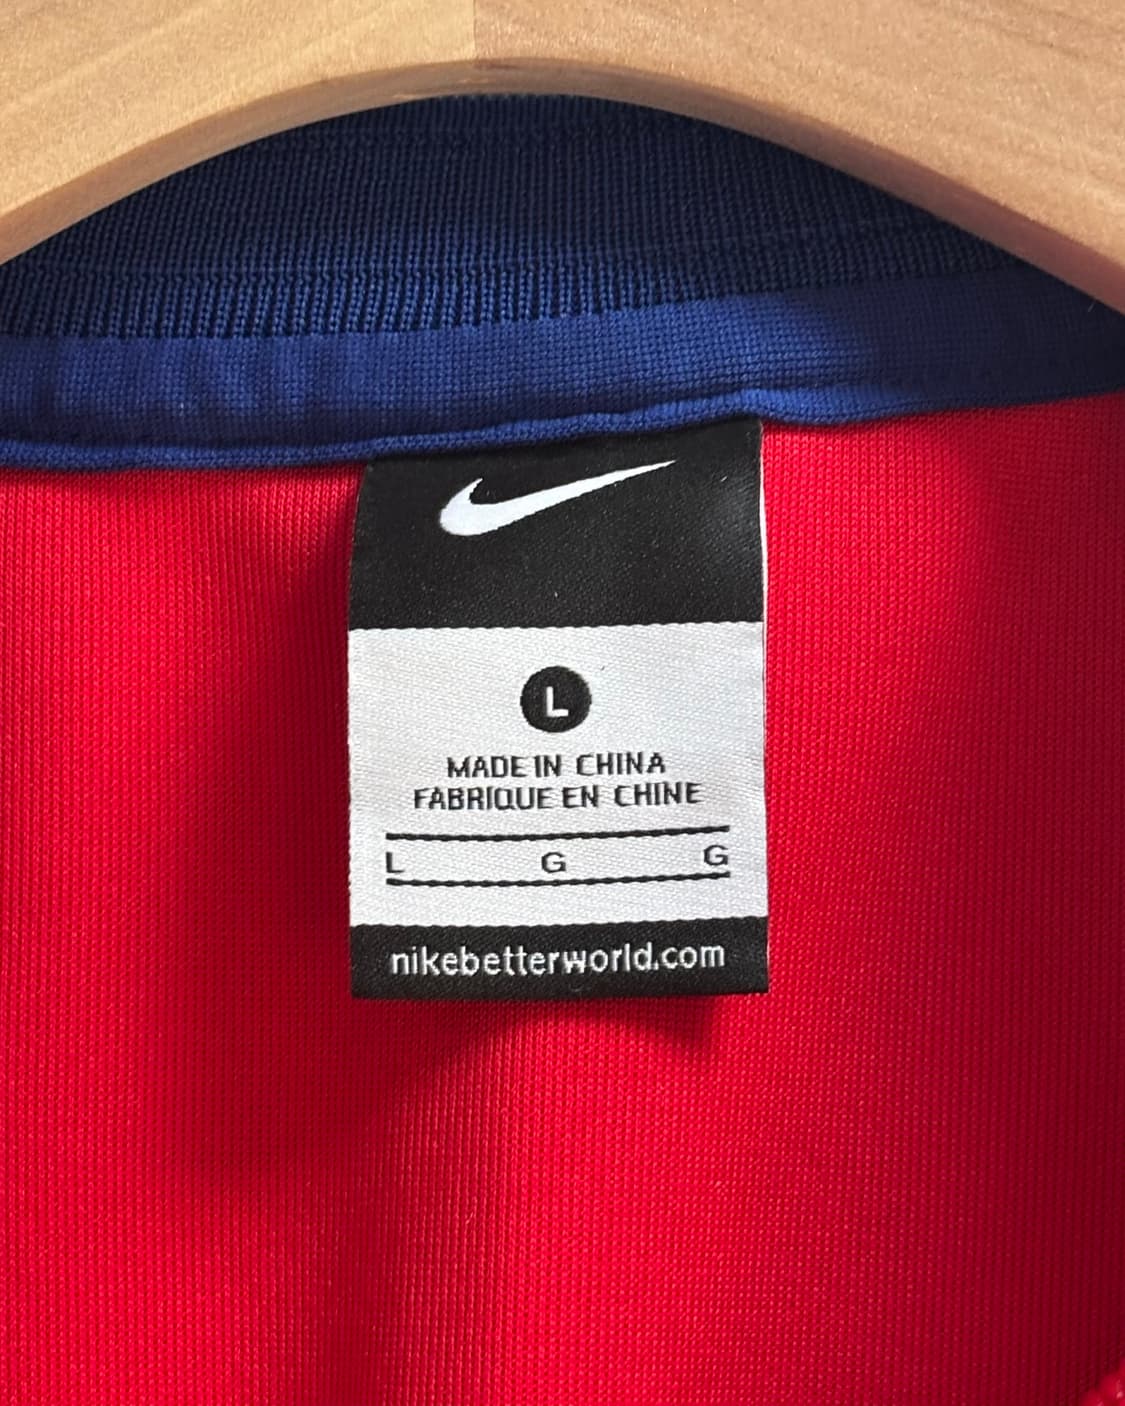 L
MADE IN CHINA
FABRIQUE EN CHINE
L G G
nikebetterworld.com